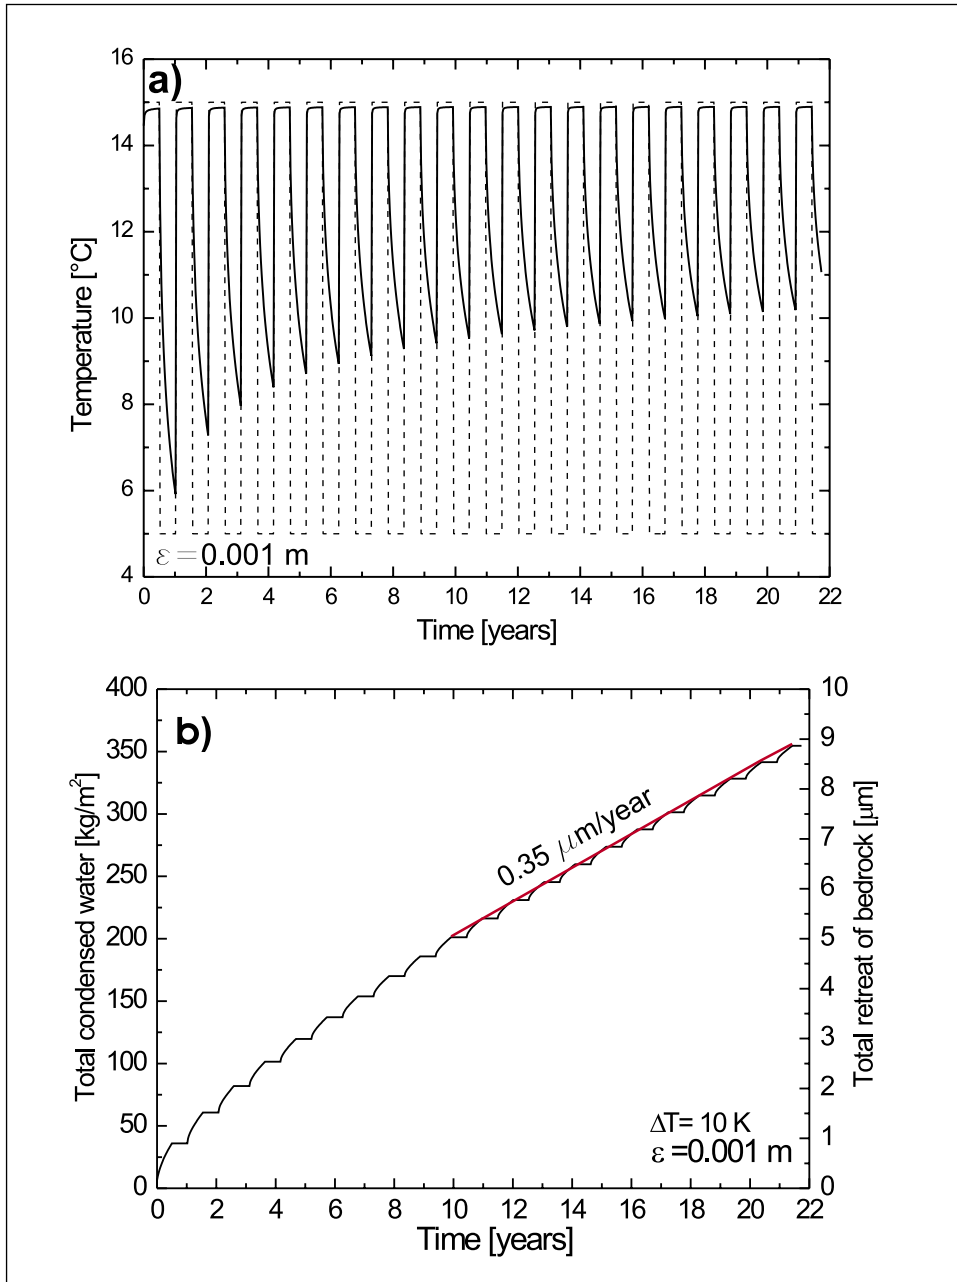 a)
16
14
12
10
8
6
4
Temperature [°C]
ε = 0.001 m
0 2 4 6 8 10 12 14 16 18 20 22
Time [years]
b)
400
350
300
250
200
150
100
50
0
Total condensed water [kg/m²]
10
9
8
7
6
5
4
3
2
1
0
Total retreat of bedrock [µm]
0.35 µm/year
ΔT= 10 K
ε =0.001 m
0 2 4 6 8 10 12 14 16 18 20 22
Time [years]